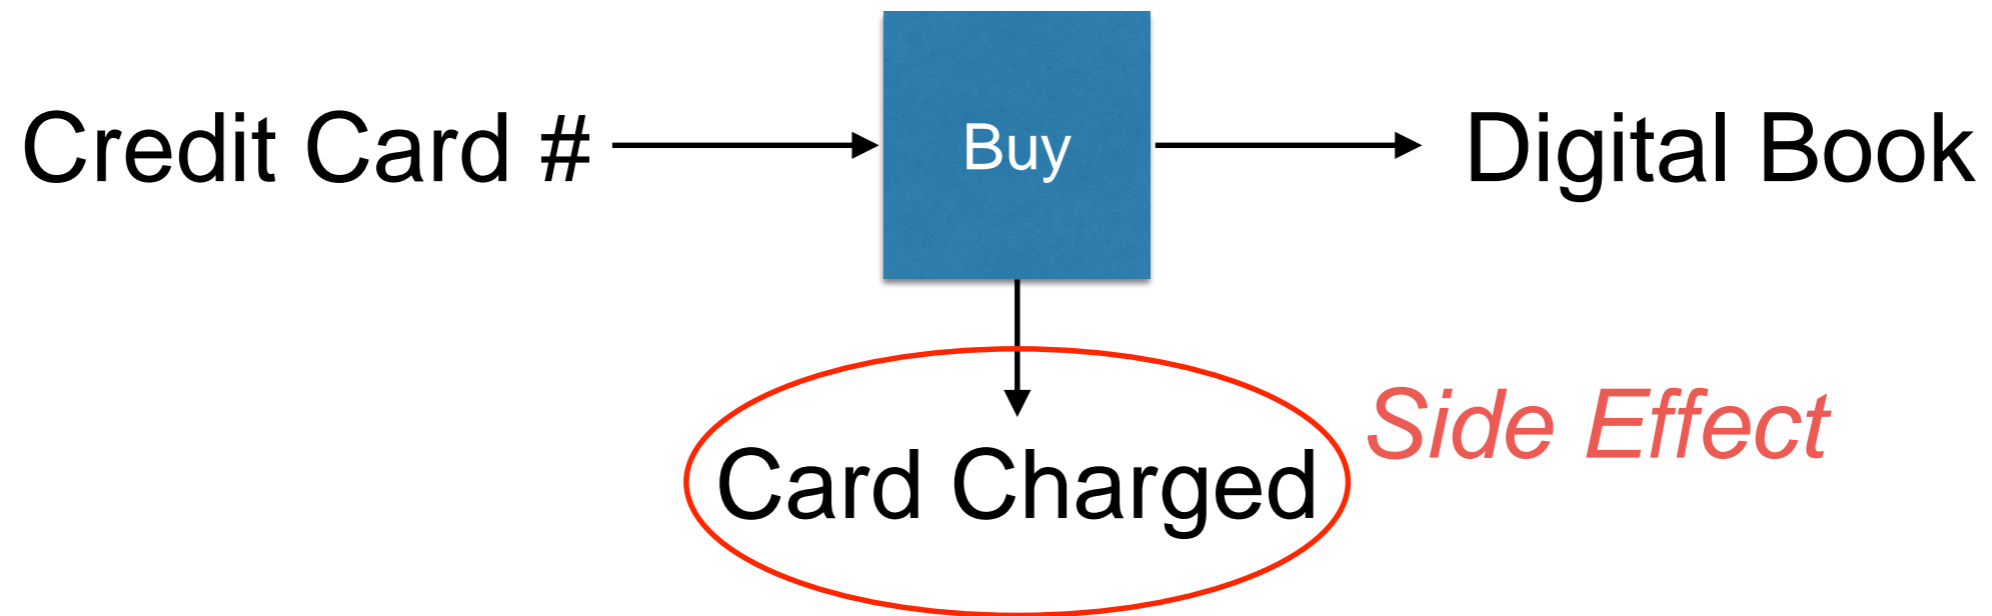 Credit Card #
Buy
Digital Book
Side Effect
Card Charged